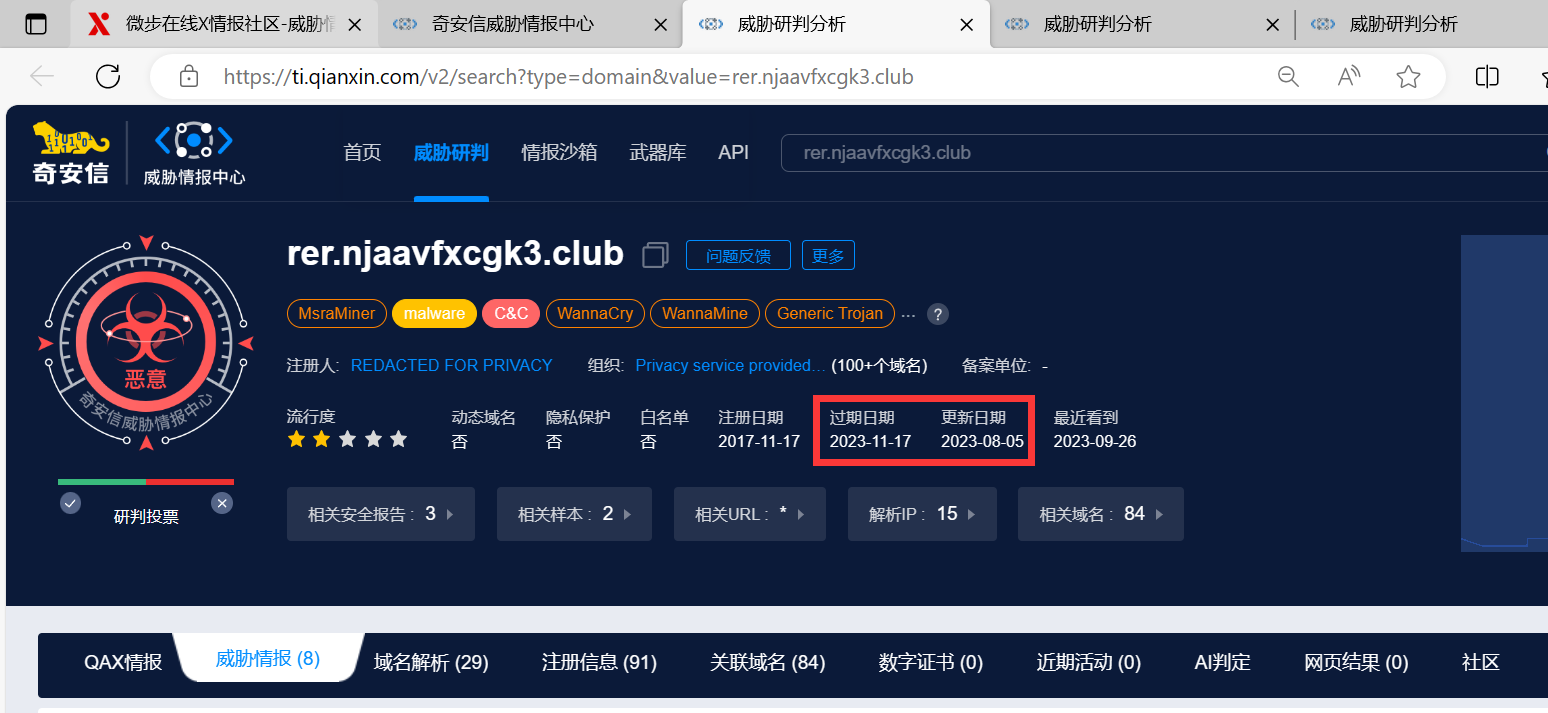 微步在线X情报社区-威胁情
奇安信威胁情报中心
威胁研判分析
威胁研判分析
威胁研判分析
https://ti.qianxin.com/v2/search?type=domain&value=rer.njaavfxcgk3.club
奇安信
威胁情报中心
首页 威胁研判 情报沙箱 武器库 API
rer.njaavfxcgk3.club
rer.njaavfxcgk3.club
问题反馈 更多
MsraMiner malware C&C WannaCry WannaMine Generic Trojan ... ?
恶意
奇安信威胁情报中心
注册人: REDACTED FOR PRIVACY 组织: Privacy service provided... (100+个域名) 备案单位: -
流行度 动态域名 隐私保护 白名单 注册日期 过期日期 更新日期 最近看到
否 否 否 2017-11-17 2023-11-17 2023-08-05 2023-09-26
研判投票
相关安全报告: 3 相关样本: 2 相关URL: * 解析IP: 15 相关域名: 84
QAX情报 威胁情报 (8) 域名解析 (29) 注册信息 (91) 关联域名 (84) 数字证书 (0) 近期活动 (0) AI判定 网页结果 (0) 社区